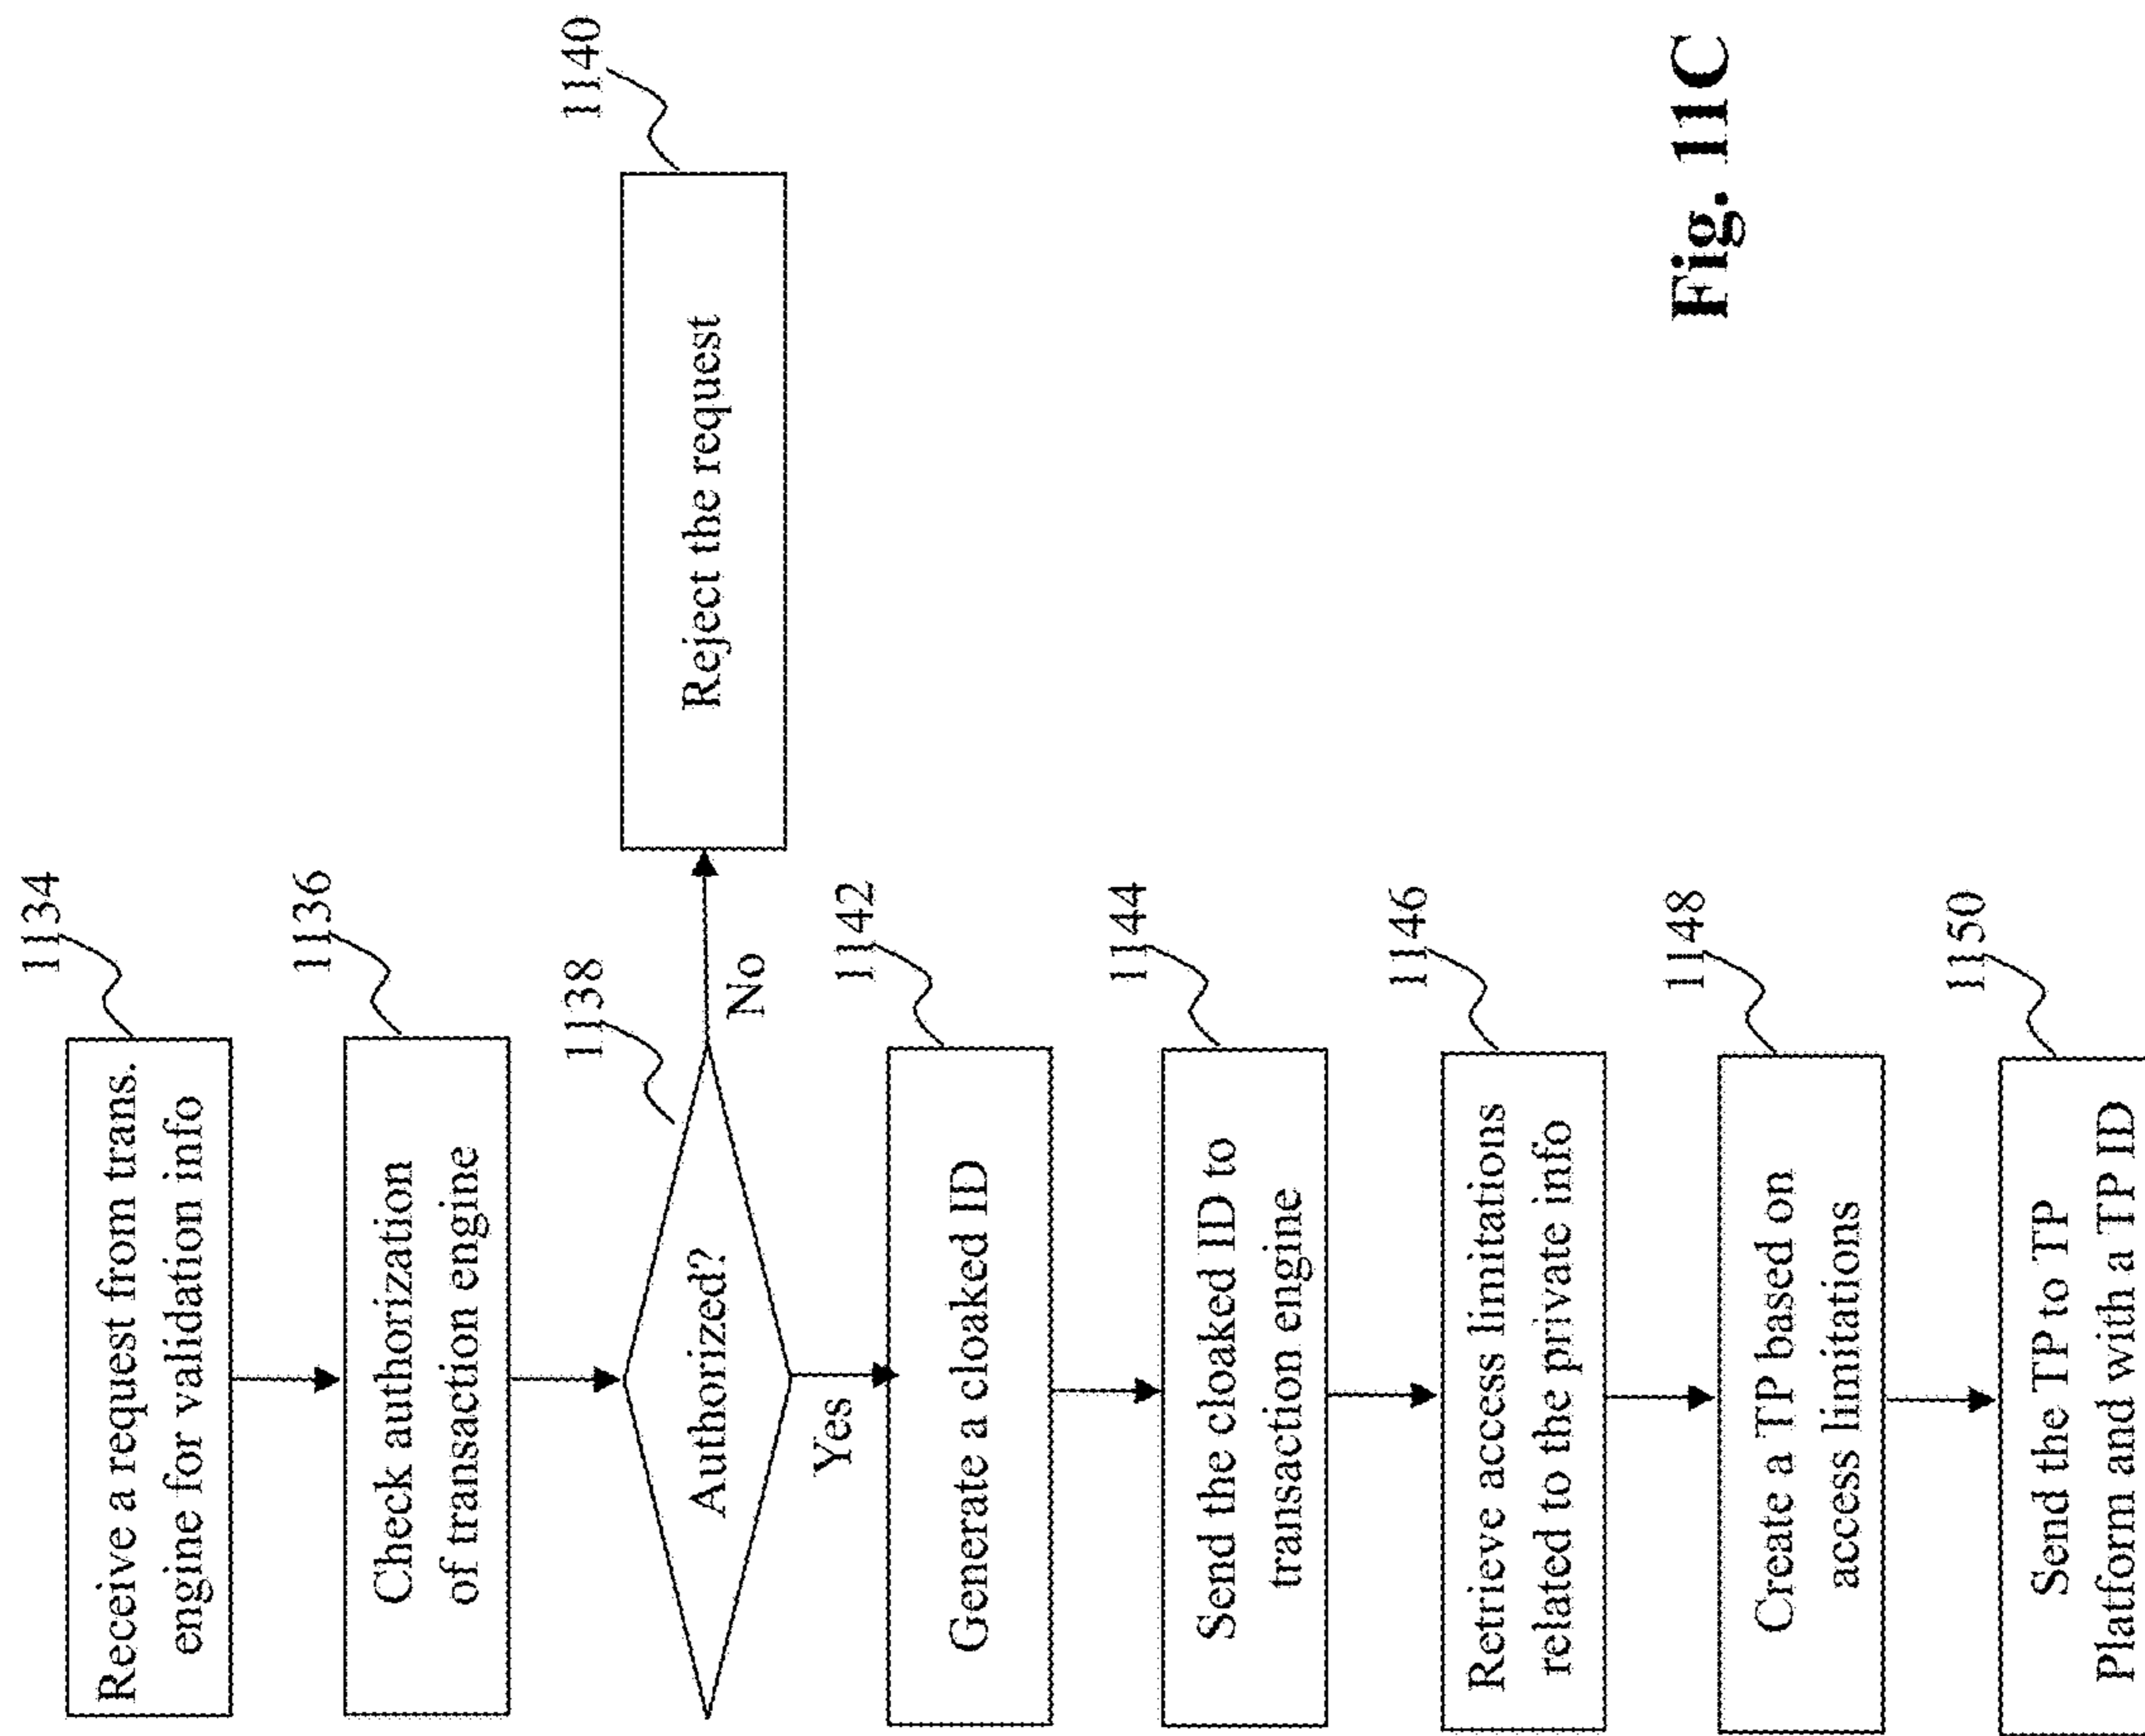 1134
Receive a request from trans.
engine for validation info
1136
Check authorization
of transaction engine
1138
Authorized?
No
1140
Reject the request
Yes
1142
Generate a cloaked ID
1144
Send the cloaked ID to
transaction engine
1146
Retrieve access limitations
related to the private info
1148
Create a TP based on
access limitations
1150
Send the TP to TP
Platform and with a TP ID
Fig. 11C